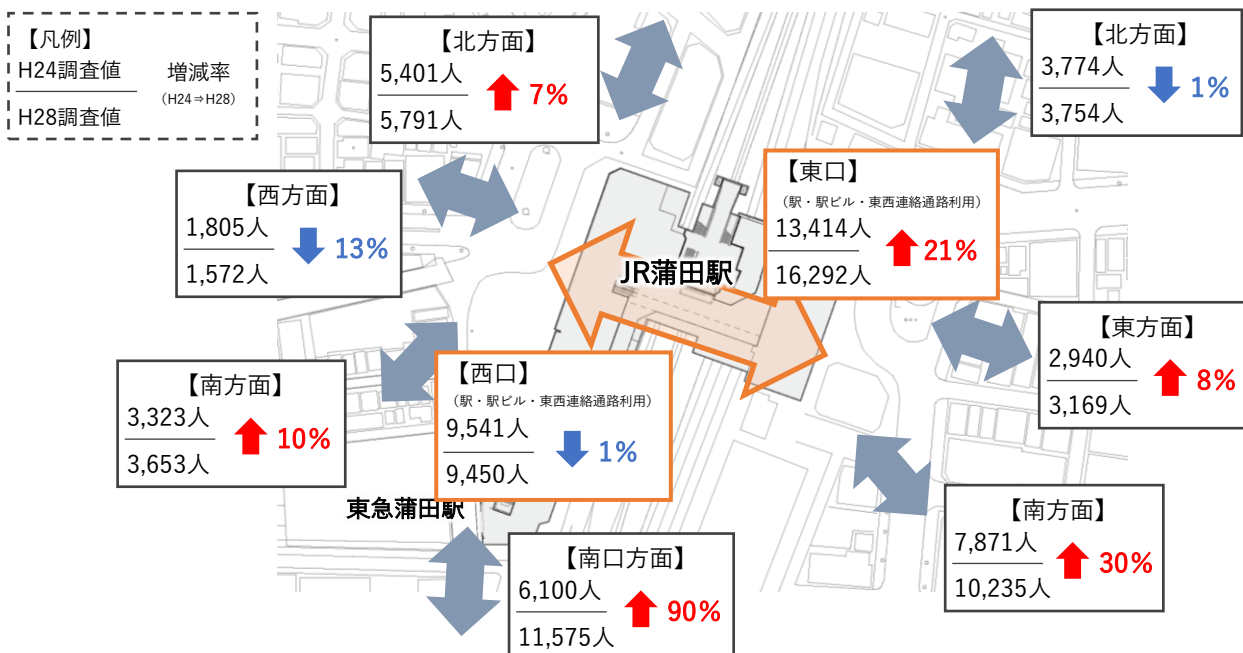 【凡例】
H24調査値
H28調査値
増減率
(H24⇒H28)
【北方面】
5,401人
5,791人
7%
【北方面】
3,774人
3,754人
1%
【西方面】
1,805人
1,572人
13%
【東口】
(駅・駅ビル・東西連絡通路利用)
13,414人
16,292人
21%
JR蒲田駅
【東方面】
2,940人
3,169人
8%
【南方面】
3,323人
3,653人
10%
【西口】
(駅・駅ビル・東西連絡通路利用)
9,541人
9,450人
1%
東急蒲田駅
【南方面】
7,871人
10,235人
30%
【南口方面】
6,100人
11,575人
90%